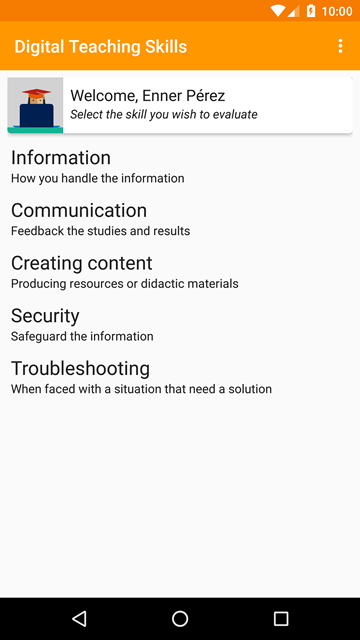 10:00
Digital Teaching Skills
Welcome, Enner Pérez
Select the skill you wish to evaluate
Information
How you handle the information
Communication
Feedback the studies and results
Creating content
Producing resources or didactic materials
Security
Safeguard the information
Troubleshooting
When faced with a situation that need a solution